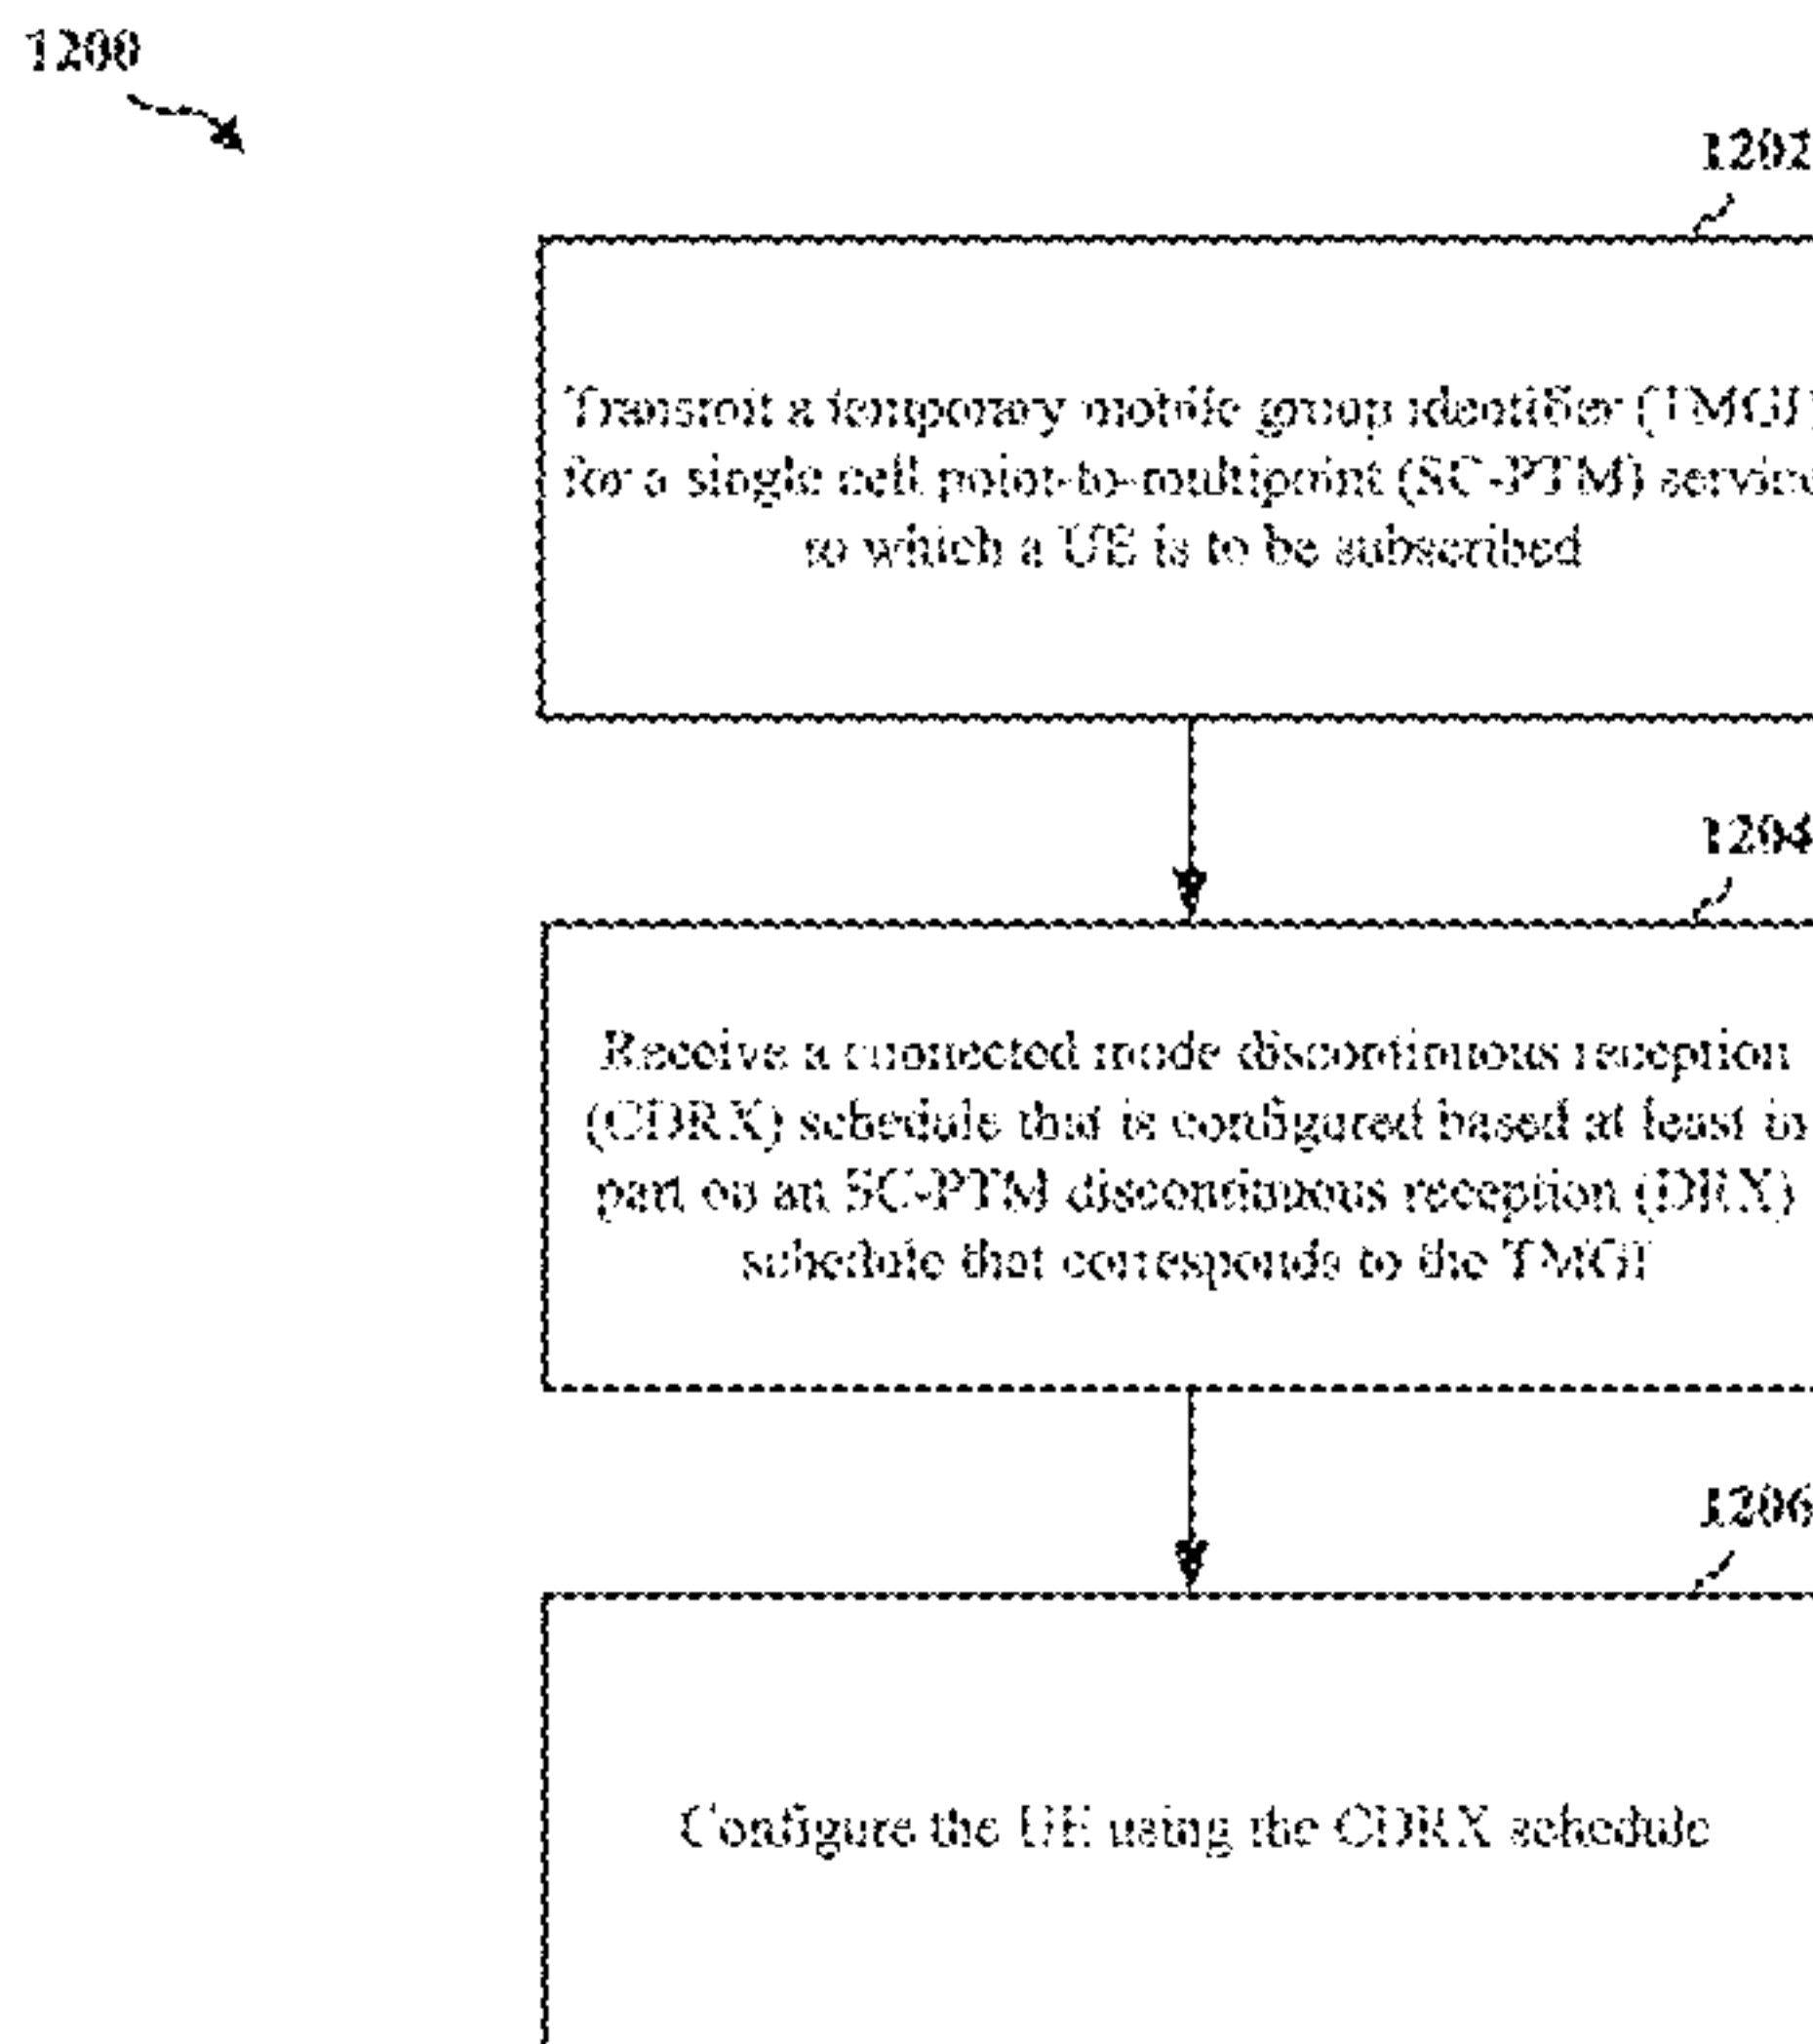 1200
1202
Transmit a temporary mobile group identifier (TMGI)
for a single cell point-to-multipoint (SC-PTM) service
to which a UE is to be subscribed
1204
Receive a connected mode discontinuous reception
(CDRX) schedule that is configured based at least in
part on an SC-PTM discontinuous reception (DRX)
schedule that corresponds to the TMGI
1206
Configure the UE using the CDRX schedule